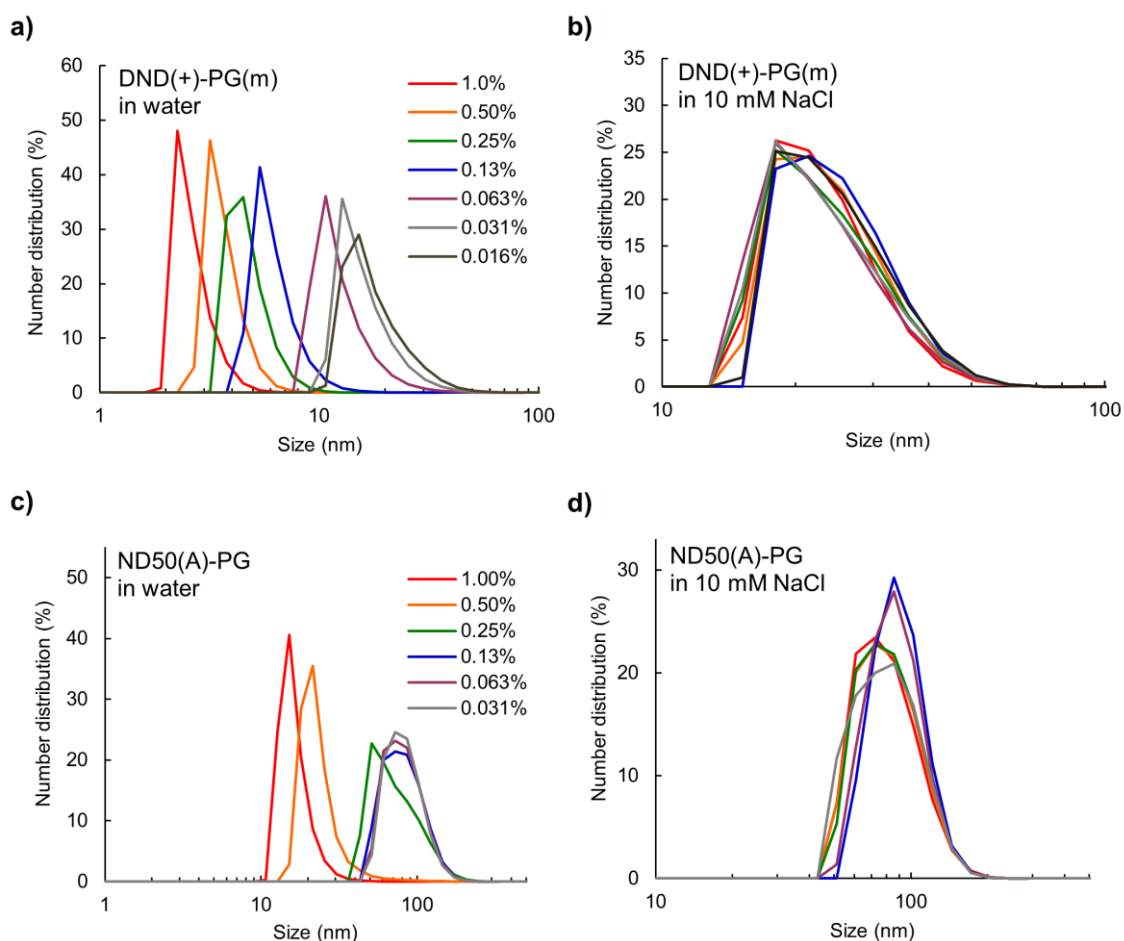 a)
DND(+)-PG(m)
in water
1.0%
0.50%
0.25%
0.13%
0.063%
0.031%
0.016%
60
50
40
30
20
10
0
Number distribution (%)
1
10
100
Size (nm)
b)
DND(+)-PG(m)
in 10 mM NaCl
35
30
25
20
15
10
5
0
Number distribution (%)
10
100
Size (nm)
c)
ND50(A)-PG
in water
1.00%
0.50%
0.25%
0.13%
0.063%
0.031%
50
40
30
20
10
0
Number distribution (%)
1
10
100
Size (nm)
d)
ND50(A)-PG
in 10 mM NaCl
30
20
10
0
Number distribution (%)
10
100
Size (nm)